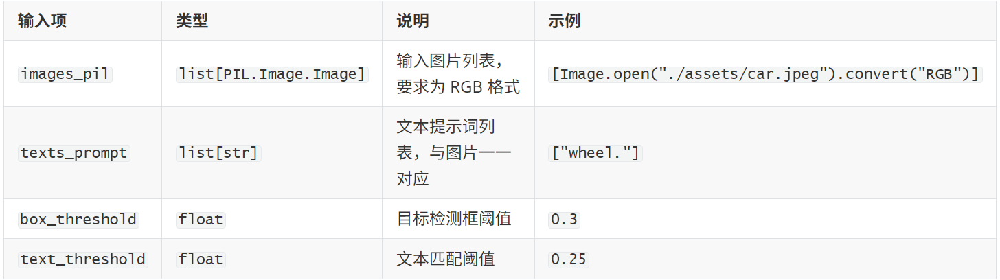 输入项 类型 说明 示例
images_pil list[PIL.Image.Image] 输入图片列表，
要求为 RGB 格式 [Image.open("./assets/car.jpeg").convert("RGB")]
texts_prompt list[str] 文本提示词列
表，与图片一一
对应 ["wheel."]
box_threshold float 目标检测框阈值 0.3
text_threshold float 文本匹配阈值 0.25